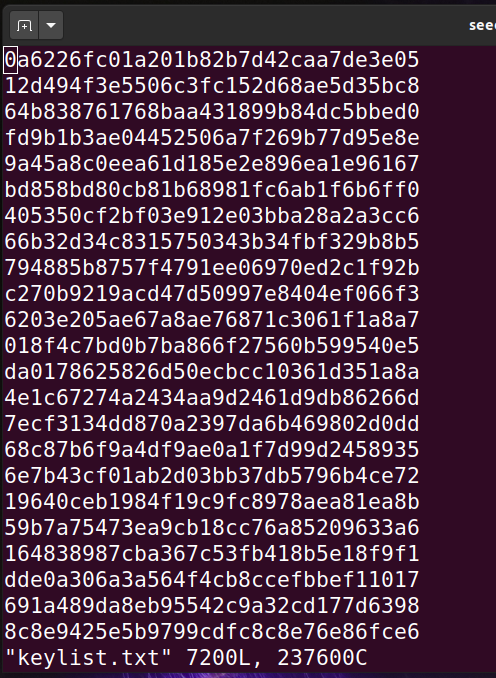 seed
0a6226fc01a201b82b7d42caa7de3e05
12d494f3e5506c3fc152d68ae5d35bc8
64b838761768baa431899b84dc5bbed0
fd9b1b3ae04452506a7f269b77d95e8e
9a45a8c0eea61d185e2e896ea1e96167
bd858bd80cb81b68981fc6ab1f6b6ff0
405350cf2bf03e912e03bba28a2a3cc6
66b32d34c8315750343b34fbf329b8b5
794885b8757f4791ee06970ed2c1f92b
c270b9219acd47d50997e8404ef066f3
6203e205ae67a8ae76871c3061f1a8a7
018f4c7bd0b7ba866f27560b599540e5
da0178625826d50ecbcc10361d351a8a
4e1c67274a2434aa9d2461d9db86266d
7ecf3134dd870a2397da6b469802d0dd
68c87b6f9a4df9ae0a1f7d99d2458935
6e7b43cf01ab2d03bb37db5796b4ce72
19640ceb1984f19c9fc8978aea81ea8b
59b7a75473ea9cb18cc76a85209633a6
164838987cba367c53fb418b5e18f9f1
dde0a306a3a564f4cb8ccefbbef11017
691a489da8eb95542c9a32cd177d6398
8c8e9425e5b9799cdfc8c8e76e86fce6
"keylist.txt" 7200L, 237600C